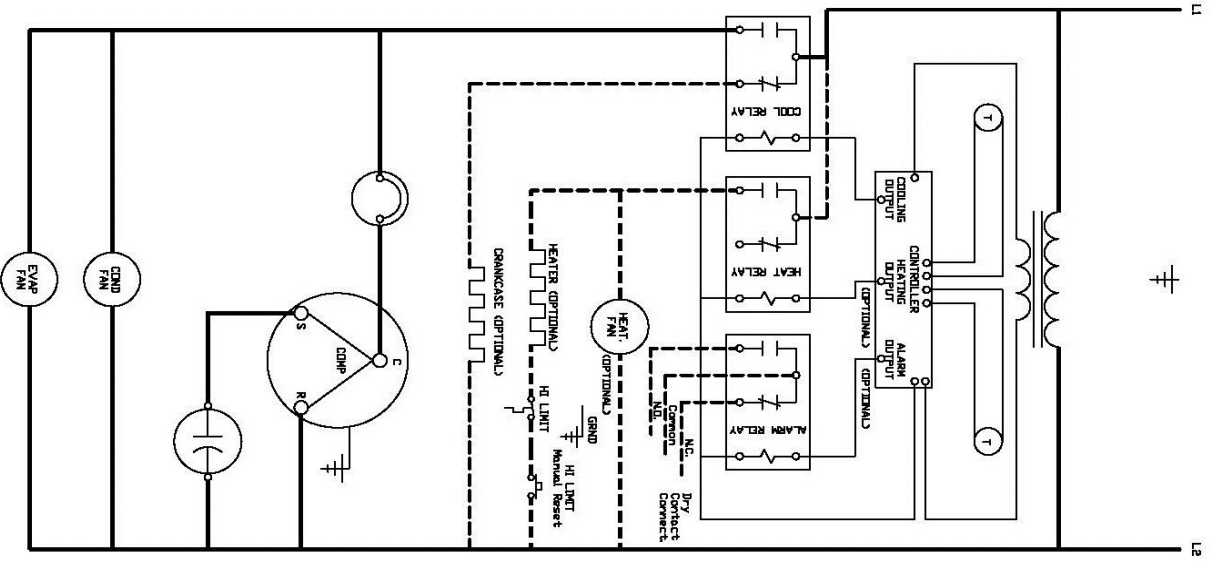 L1
L2
COOL RELAY
HEAT RELAY
ALARM RELAY
COOLING
OUTPUT
CONTROLLER
HEATING
OUTPUT
(OPTIONAL)
ALARM
OUTPUT
(OPTIONAL)
T
T
CRANKCASE (OPTIONAL)
HEATER (OPTIONAL)
HEAT.
FAN
(OPTIONAL)
HI LIMIT
HI LIMIT
Manual Reset
GRND
N.O.
Common
N.C.
Dry
Contact
Connect
EVAP
FAN
COND
FAN
COMP
S
C
R